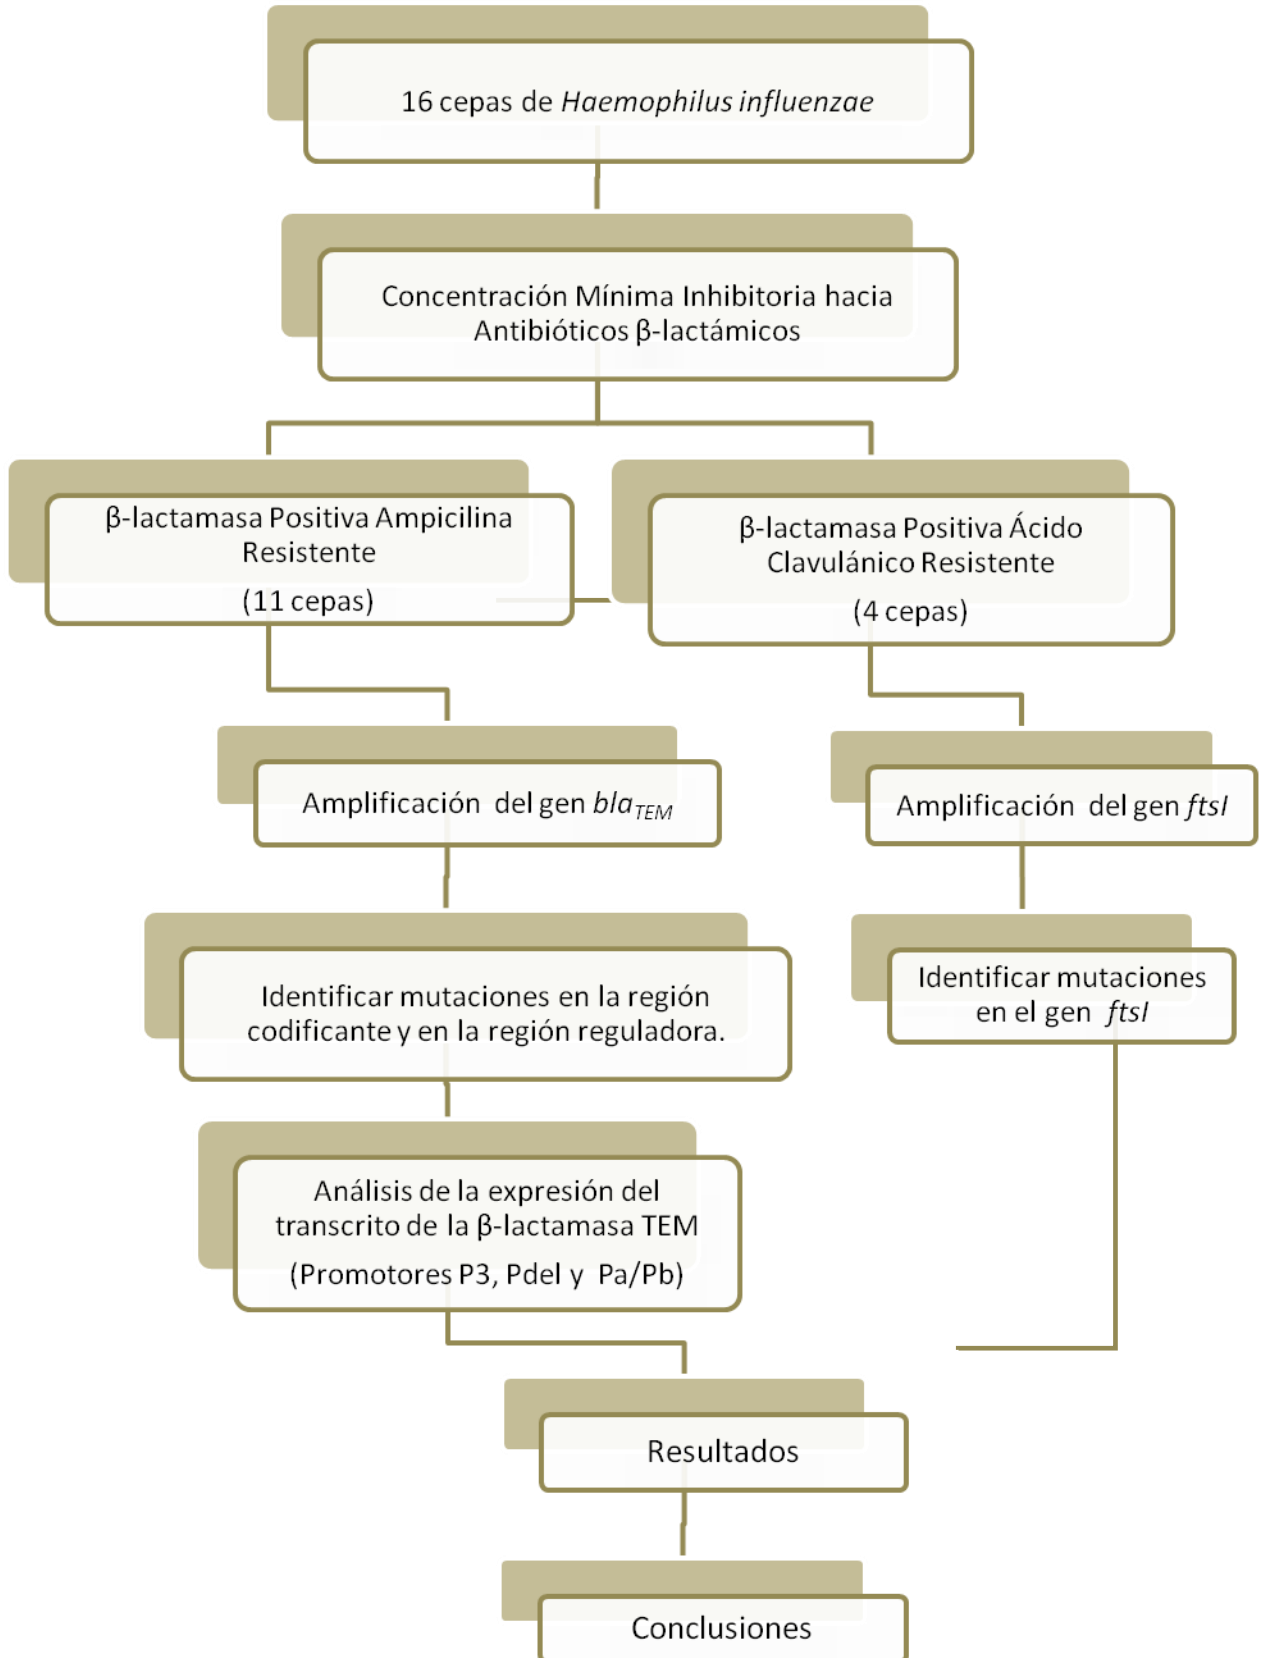 16 cepas de Haemophilus influenzae
Concentración Mínima Inhibitoria hacia
Antibióticos β-lactámicos
β-lactamasa Positiva Ampicilina
Resistente
(11 cepas)
β-lactamasa Positiva Ácido
Clavulánico Resistente
(4 cepas)
Amplificación del gen bla_TEM
Amplificación del gen ftsI
Identificar mutaciones en la región
codificante y en la región reguladora.
Identificar mutaciones
en el gen ftsI
Análisis de la expresión del
transcrito de la β-lactamasa TEM
(Promotores P3, Pdel y Pa/Pb)
Resultados
Conclusiones